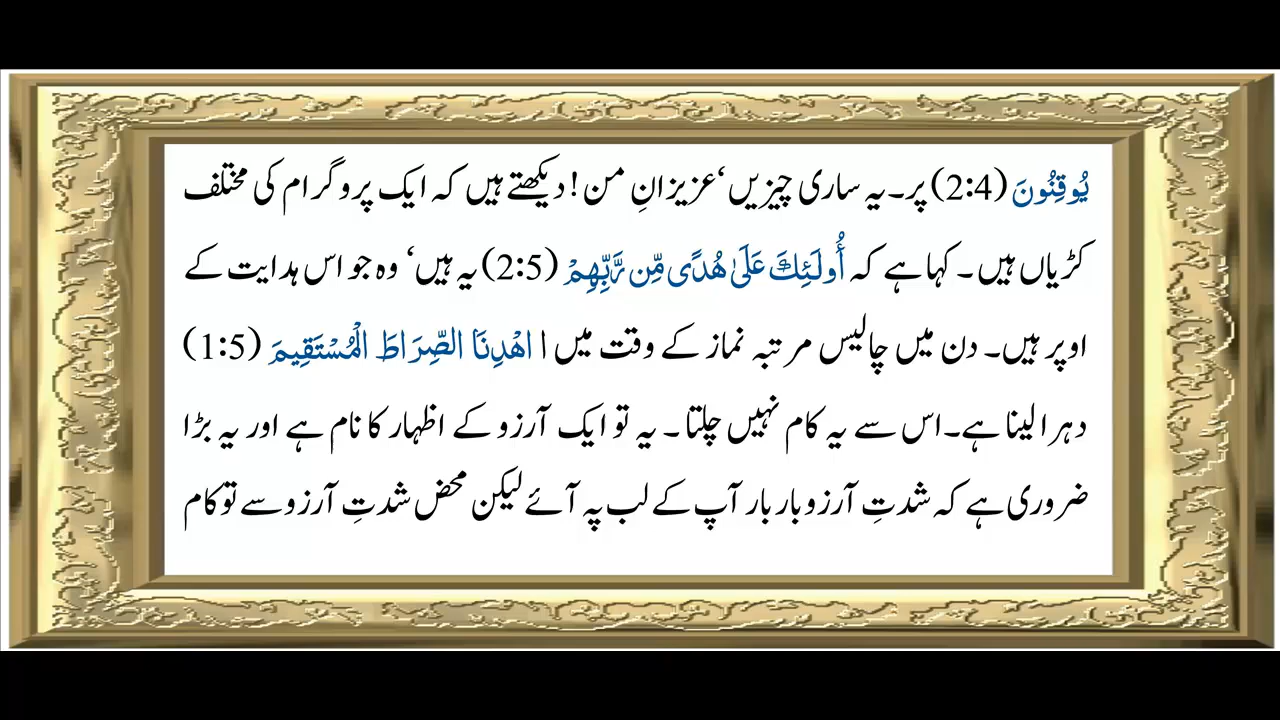 یُوۡقِنُوۡنَ (2:4) پر۔ یہ ساری چیزیں‘ عزیزانِ من! دیکھتے ہیں کہ ایک پروگرام کی مختلف
کڑیاں ہیں۔ کہا ہے کہ أُولَـٰئِكَ عَلَىٰ هُدًى مِّن رَّبِّهِمْ (2:5) یہ ہیں‘ وہ جو اس ہدایت کے
اوپر ہیں۔ دن میں چالیس مرتبہ نماز کے وقت میں ا اهْدِنَا الصِّرَاطَ الْمُسْتَقِيمَ (1:5)
دہرا لینا ہے۔ اس سے یہ کام نہیں چلتا۔ یہ تو ایک آرزو کے اظہار کا نام ہے اور یہ بڑا
ضروری ہے کہ شدتِ آرزو بار بار آپ کے لب پہ آئے لیکن محض شدتِ آرزو سے تو کام